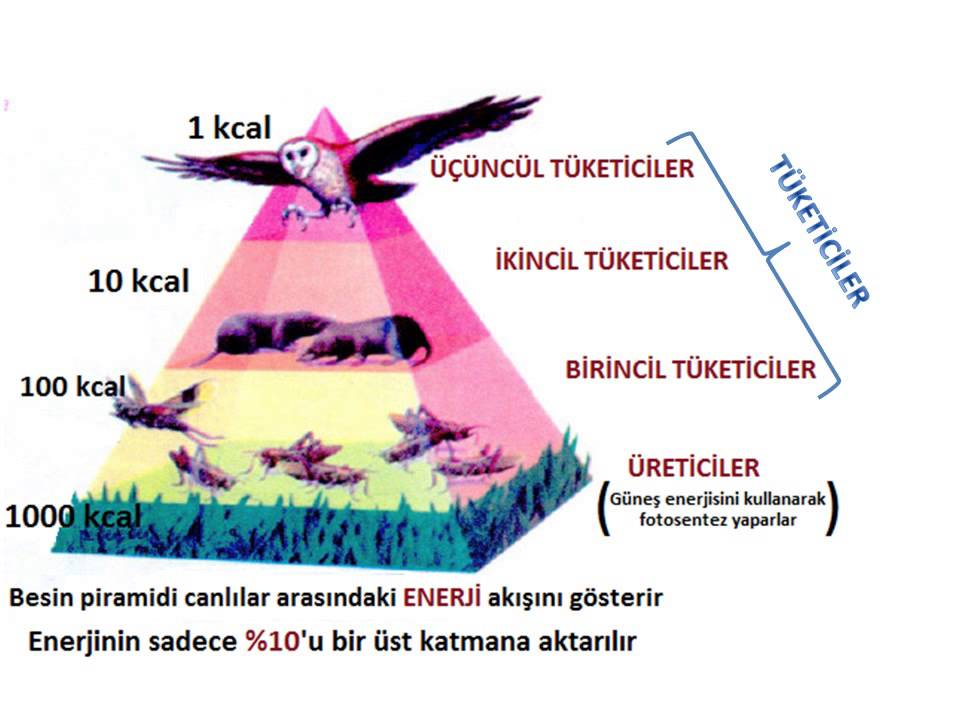 1 kcal
ÜÇÜNCÜL TÜKETİCİLER
TÜKETİCİLER
10 kcal
İKİNCİL TÜKETİCİLER
100 kcal
BİRİNCİL TÜKETİCİLER
1000 kcal
ÜRETİCİLER
(Güneş enerjisini kullanarak
fotosentez yaparlar)
Besin piramidi canlılar arasındaki ENERJİ akışını gösterir
Enerjinin sadece %10'u bir üst katmana aktarılır